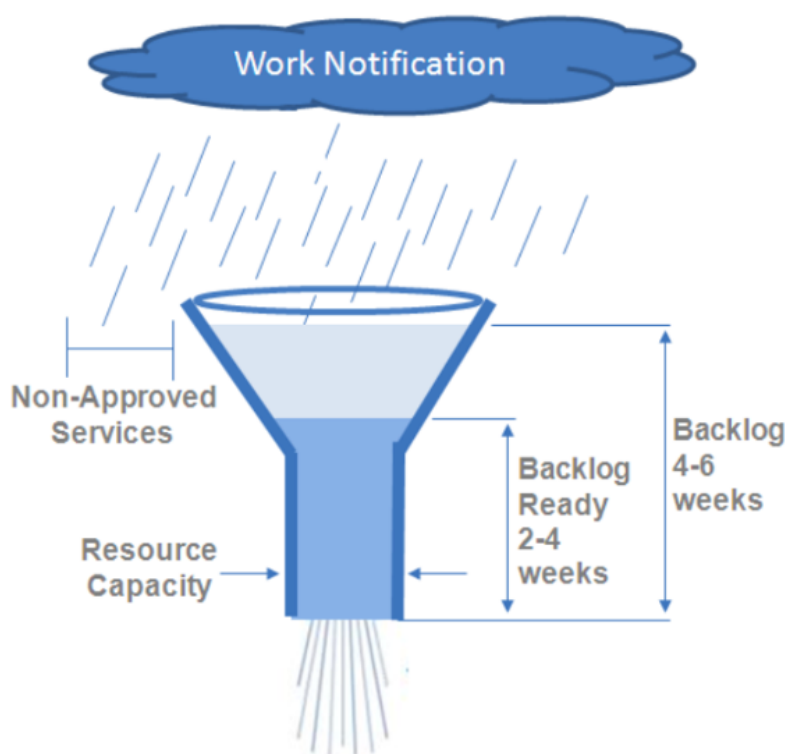 Work Notification
Non-Approved
Services
Resource
Capacity
Backlog
Ready
2-4
weeks
Backlog
4-6
weeks